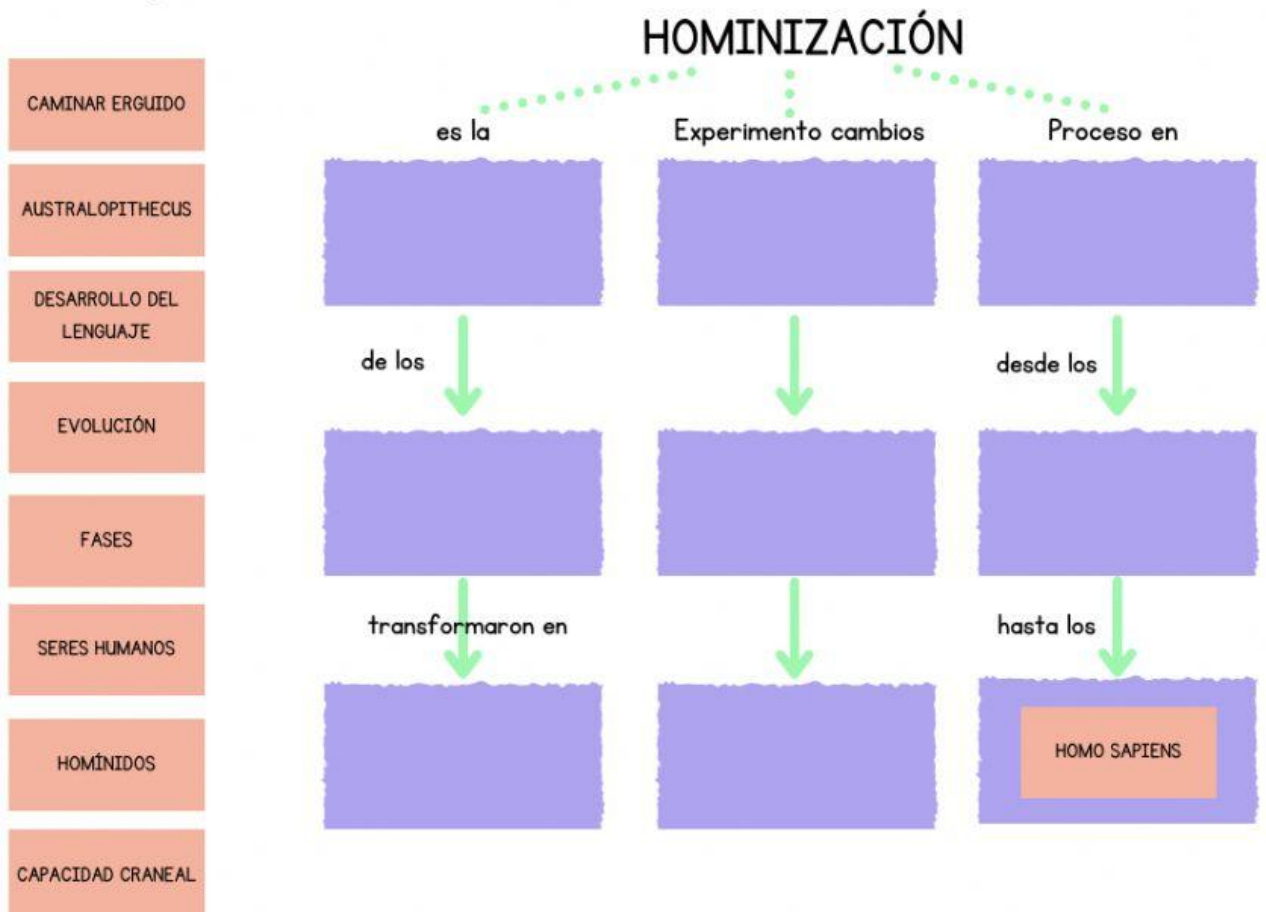 HOMINIZACIÓN
CAMINAR ERGUIDO
AUSTRALOPITHECUS
DESARROLLO DEL
LENGUAJE
EVOLUCIÓN
FASES
SERES HUMANOS
HOMÍNIDOS
CAPACIDAD CRANEAL
es la
de los
transformaron en
Experimento cambios
Proceso en
desde los
hasta los
HOMO SAPIENS